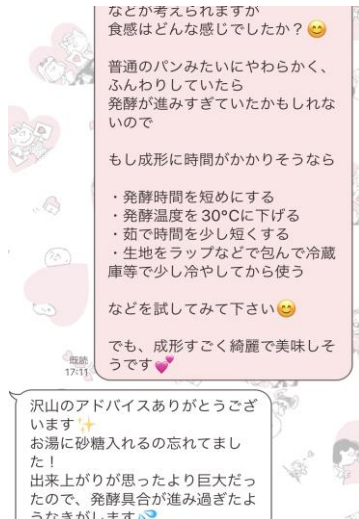 などが考えられますが
食感はどんな感じでしたか？😊
普通のパンみたいにやわらかく、
ふんわりしていたら
発酵が進みすぎていたかもしれな
いので
もし成形に時間がかかりそうなら
・発酵時間を短めにする
・発酵温度を30°Cに下げる
・茹で時間を少し短くする
・生地をラップなどで包んで冷蔵
庫等で少し冷やしてから使う
などを試してみて下さい😊
でも、成形すごく綺麗で美味しそ
うです💕
既読
17:11
沢山のアドバイスありがとうござ
います✨
お湯に砂糖入れるの忘れてまし
た！
出来上がりが思ったより巨大だっ
たので、発酵具合が進み過ぎたよ
うなきがします💦